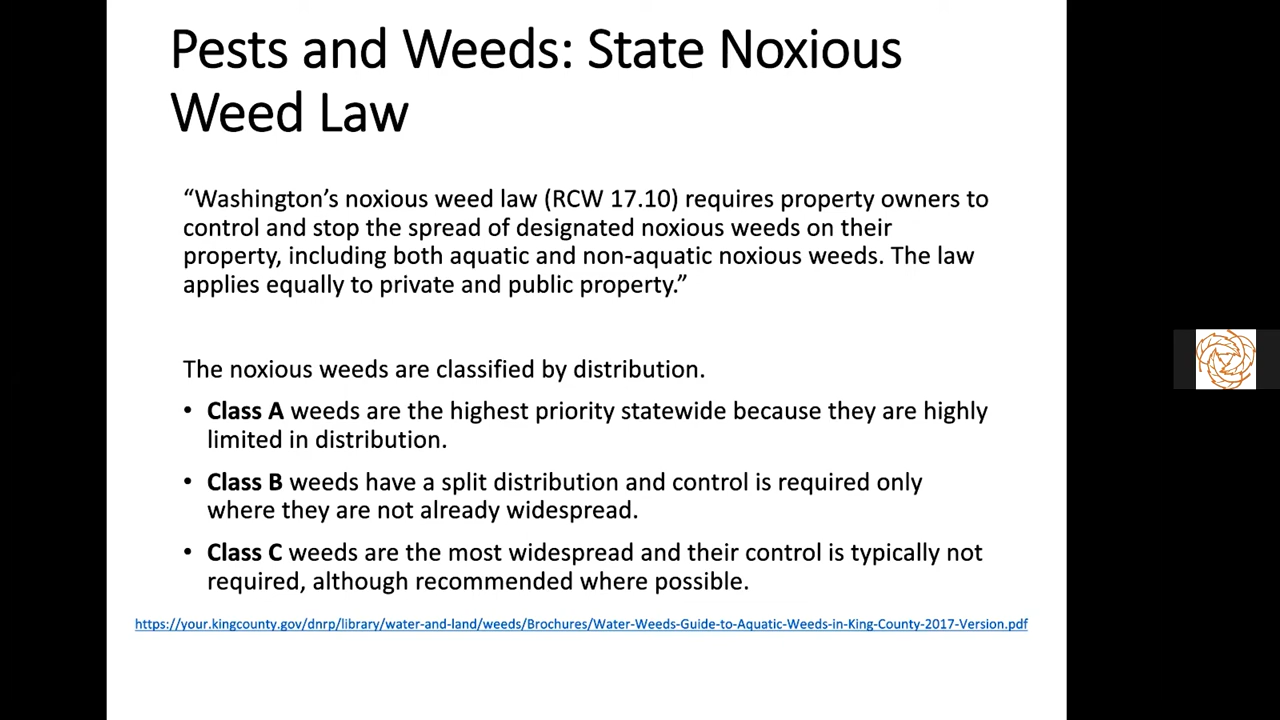 Pests and Weeds: State Noxious
Weed Law
“Washington’s noxious weed law (RCW 17.10) requires property owners to
control and stop the spread of designated noxious weeds on their
property, including both aquatic and non-aquatic noxious weeds. The law
applies equally to private and public property.”
The noxious weeds are classified by distribution.
• Class A weeds are the highest priority statewide because they are highly
limited in distribution.
• Class B weeds have a split distribution and control is required only
where they are not already widespread.
• Class C weeds are the most widespread and their control is typically not
required, although recommended where possible.
https://your.kingcounty.gov/dnrp/library/water-and-land/weeds/Brochures/Water-Weeds-Guide-to-Aquatic-Weeds-in-King-County-2017-Version.pdf